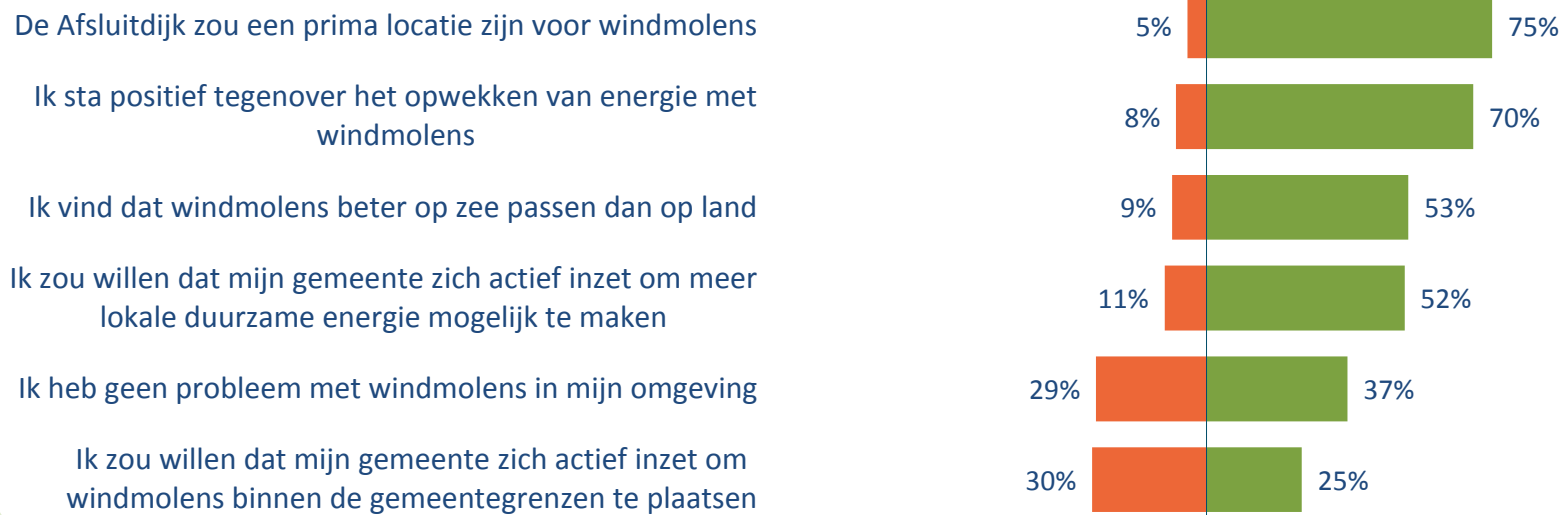 De Afsluitdijk zou een prima locatie zijn voor windmolens
5%
75%
Ik sta positief tegenover het opwekken van energie met
windmolens
8%
70%
Ik vind dat windmolens beter op zee passen dan op land
9%
53%
Ik zou willen dat mijn gemeente zich actief inzet om meer
lokale duurzame energie mogelijk te maken
11%
52%
Ik heb geen probleem met windmolens in mijn omgeving
29%
37%
Ik zou willen dat mijn gemeente zich actief inzet om
windmolens binnen de gemeentegrenzen te plaatsen
30%
25%